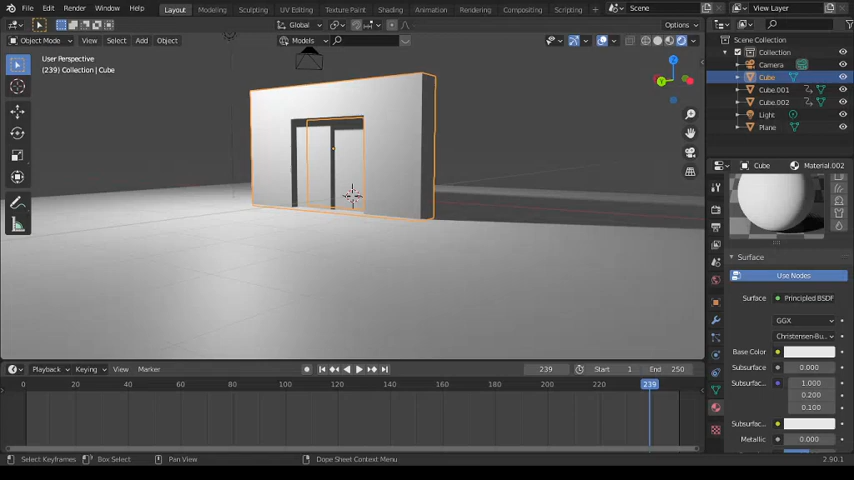 File Edit Render Window Help Layout Modeling Sculpting UV Editing Texture Paint Shading Animation Rendering Compositing Scripting Scene View Layer
Global Options
Object Mode View Select Add Object Models
User Perspective
(239) Collection | Cube
Z
Y
Scene Collection
Collection
Camera
Cube
Cube.001
Cube.002
Light
Plane
Cube Material.002
Surface
Use Nodes
Surface Principled BSDF
GGX
Christensen-Bu...
Base Color
Subsurface 0.000
Subsurfac.. 1.000
0.200
0.100
Subsurfac..
Metallic 0.000
Playback Keying View Marker 239 Start 1 End 250
0 20 40 60 80 100 120 140 160 180 200 220 239
Select Keyframes Box Select Pan View Dope Sheet Context Menu 2.90.1